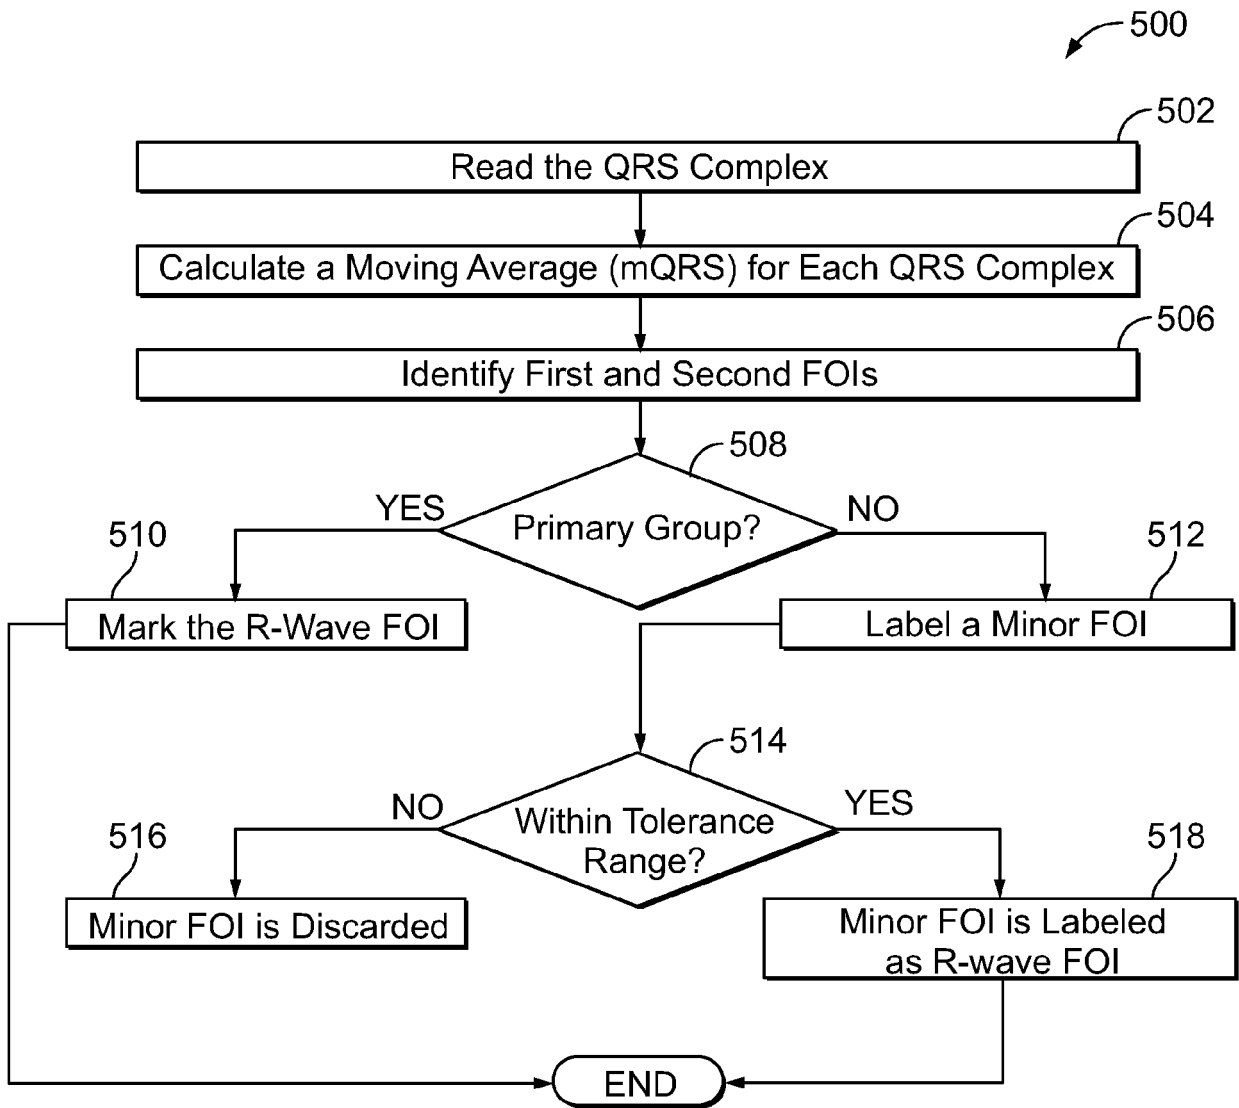 500
502
Read the QRS Complex
504
Calculate a Moving Average (mQRS) for Each QRS Complex
506
Identify First and Second FOIs
508
YES
Primary Group?
NO
510
512
Mark the R-Wave FOI
Label a Minor FOI
514
NO
Within Tolerance
Range?
YES
516
518
Minor FOI is Discarded
Minor FOI is Labeled
as R-wave FOI
END